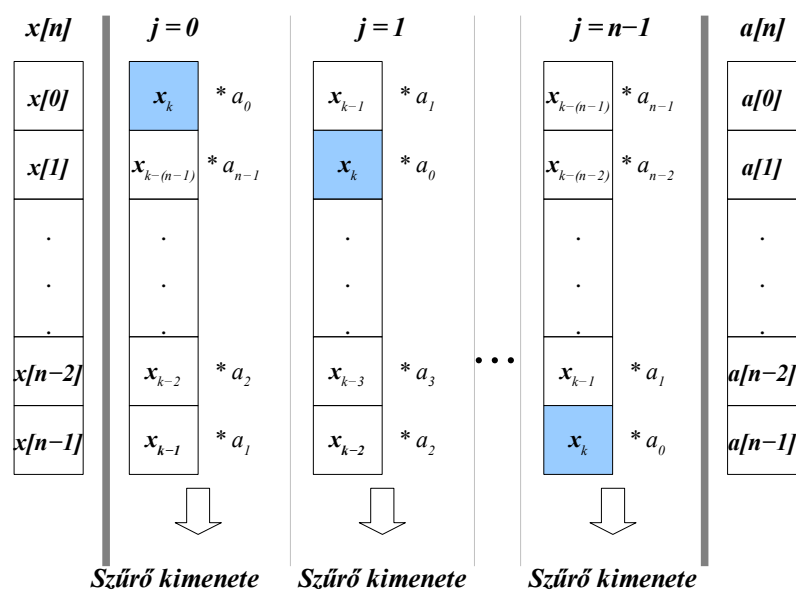 x[n] j = 0 j = 1 j = n−1 a[n]
x[0] x_k * a_0 x_{k−1} * a_1 x_{k−(n−1)} * a_{n−1} a[0]
x[1] x_{k−(n−1)} * a_{n−1} x_k * a_0 x_{k−(n−2)} * a_{n−2} a[1]
. . . . .
. . . . .
. . . . .
x[n−2] x_{k−2} * a_2 x_{k−3} * a_3 ... x_{k−1} * a_1 a[n−2]
x[n−1] x_{k−1} * a_1 x_{k−2} * a_2 x_k * a_0 a[n−1]
Szűrő kimenete Szűrő kimenete Szűrő kimenete